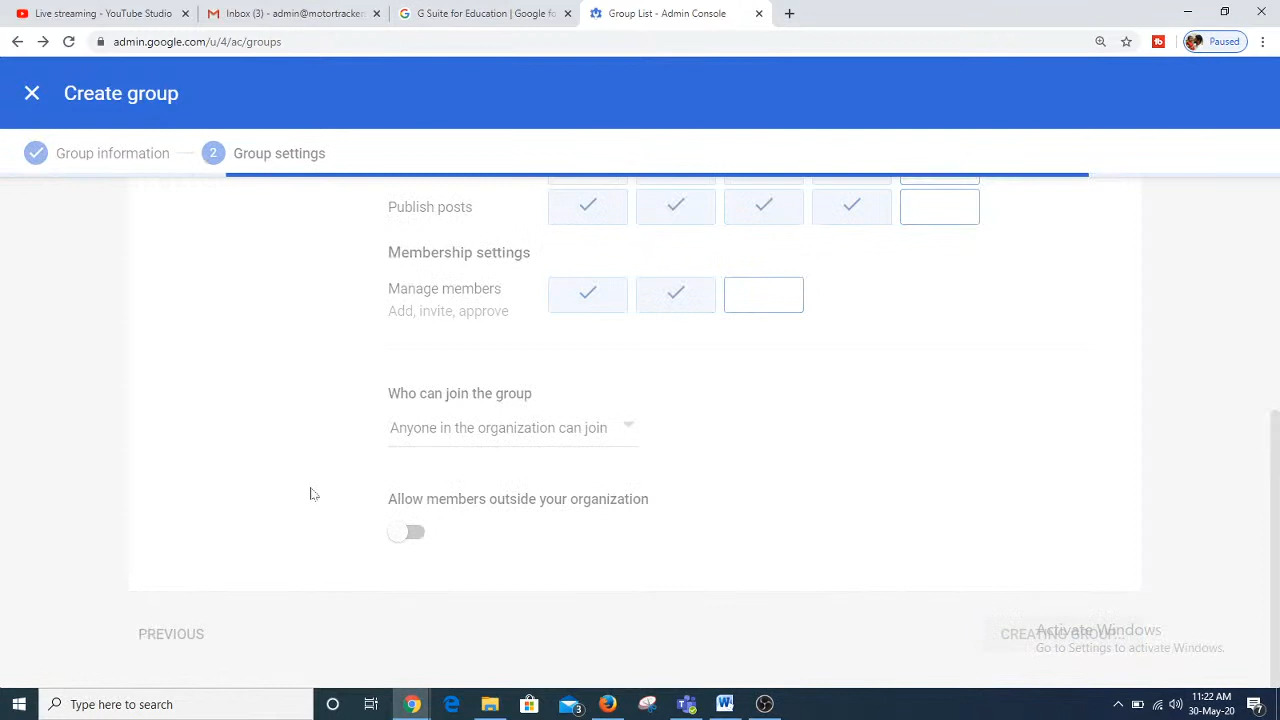 Live streaming - YouTube Studio
Inbox (3) - admin@motortracker
G Suite for Education | Google fo
Group List - Admin Console
admin.google.com/u/4/ac/groups
Paused
Create group
Group information
2
Group settings
Publish posts
Membership settings
Manage members
Add, invite, approve
Who can join the group
Anyone in the organization can join
Allow members outside your organization
PREVIOUS
CREATING GROUP...
Activate Windows
Go to Settings to activate Windows.
Type here to search
3
11:22 AM
30-May-20
7